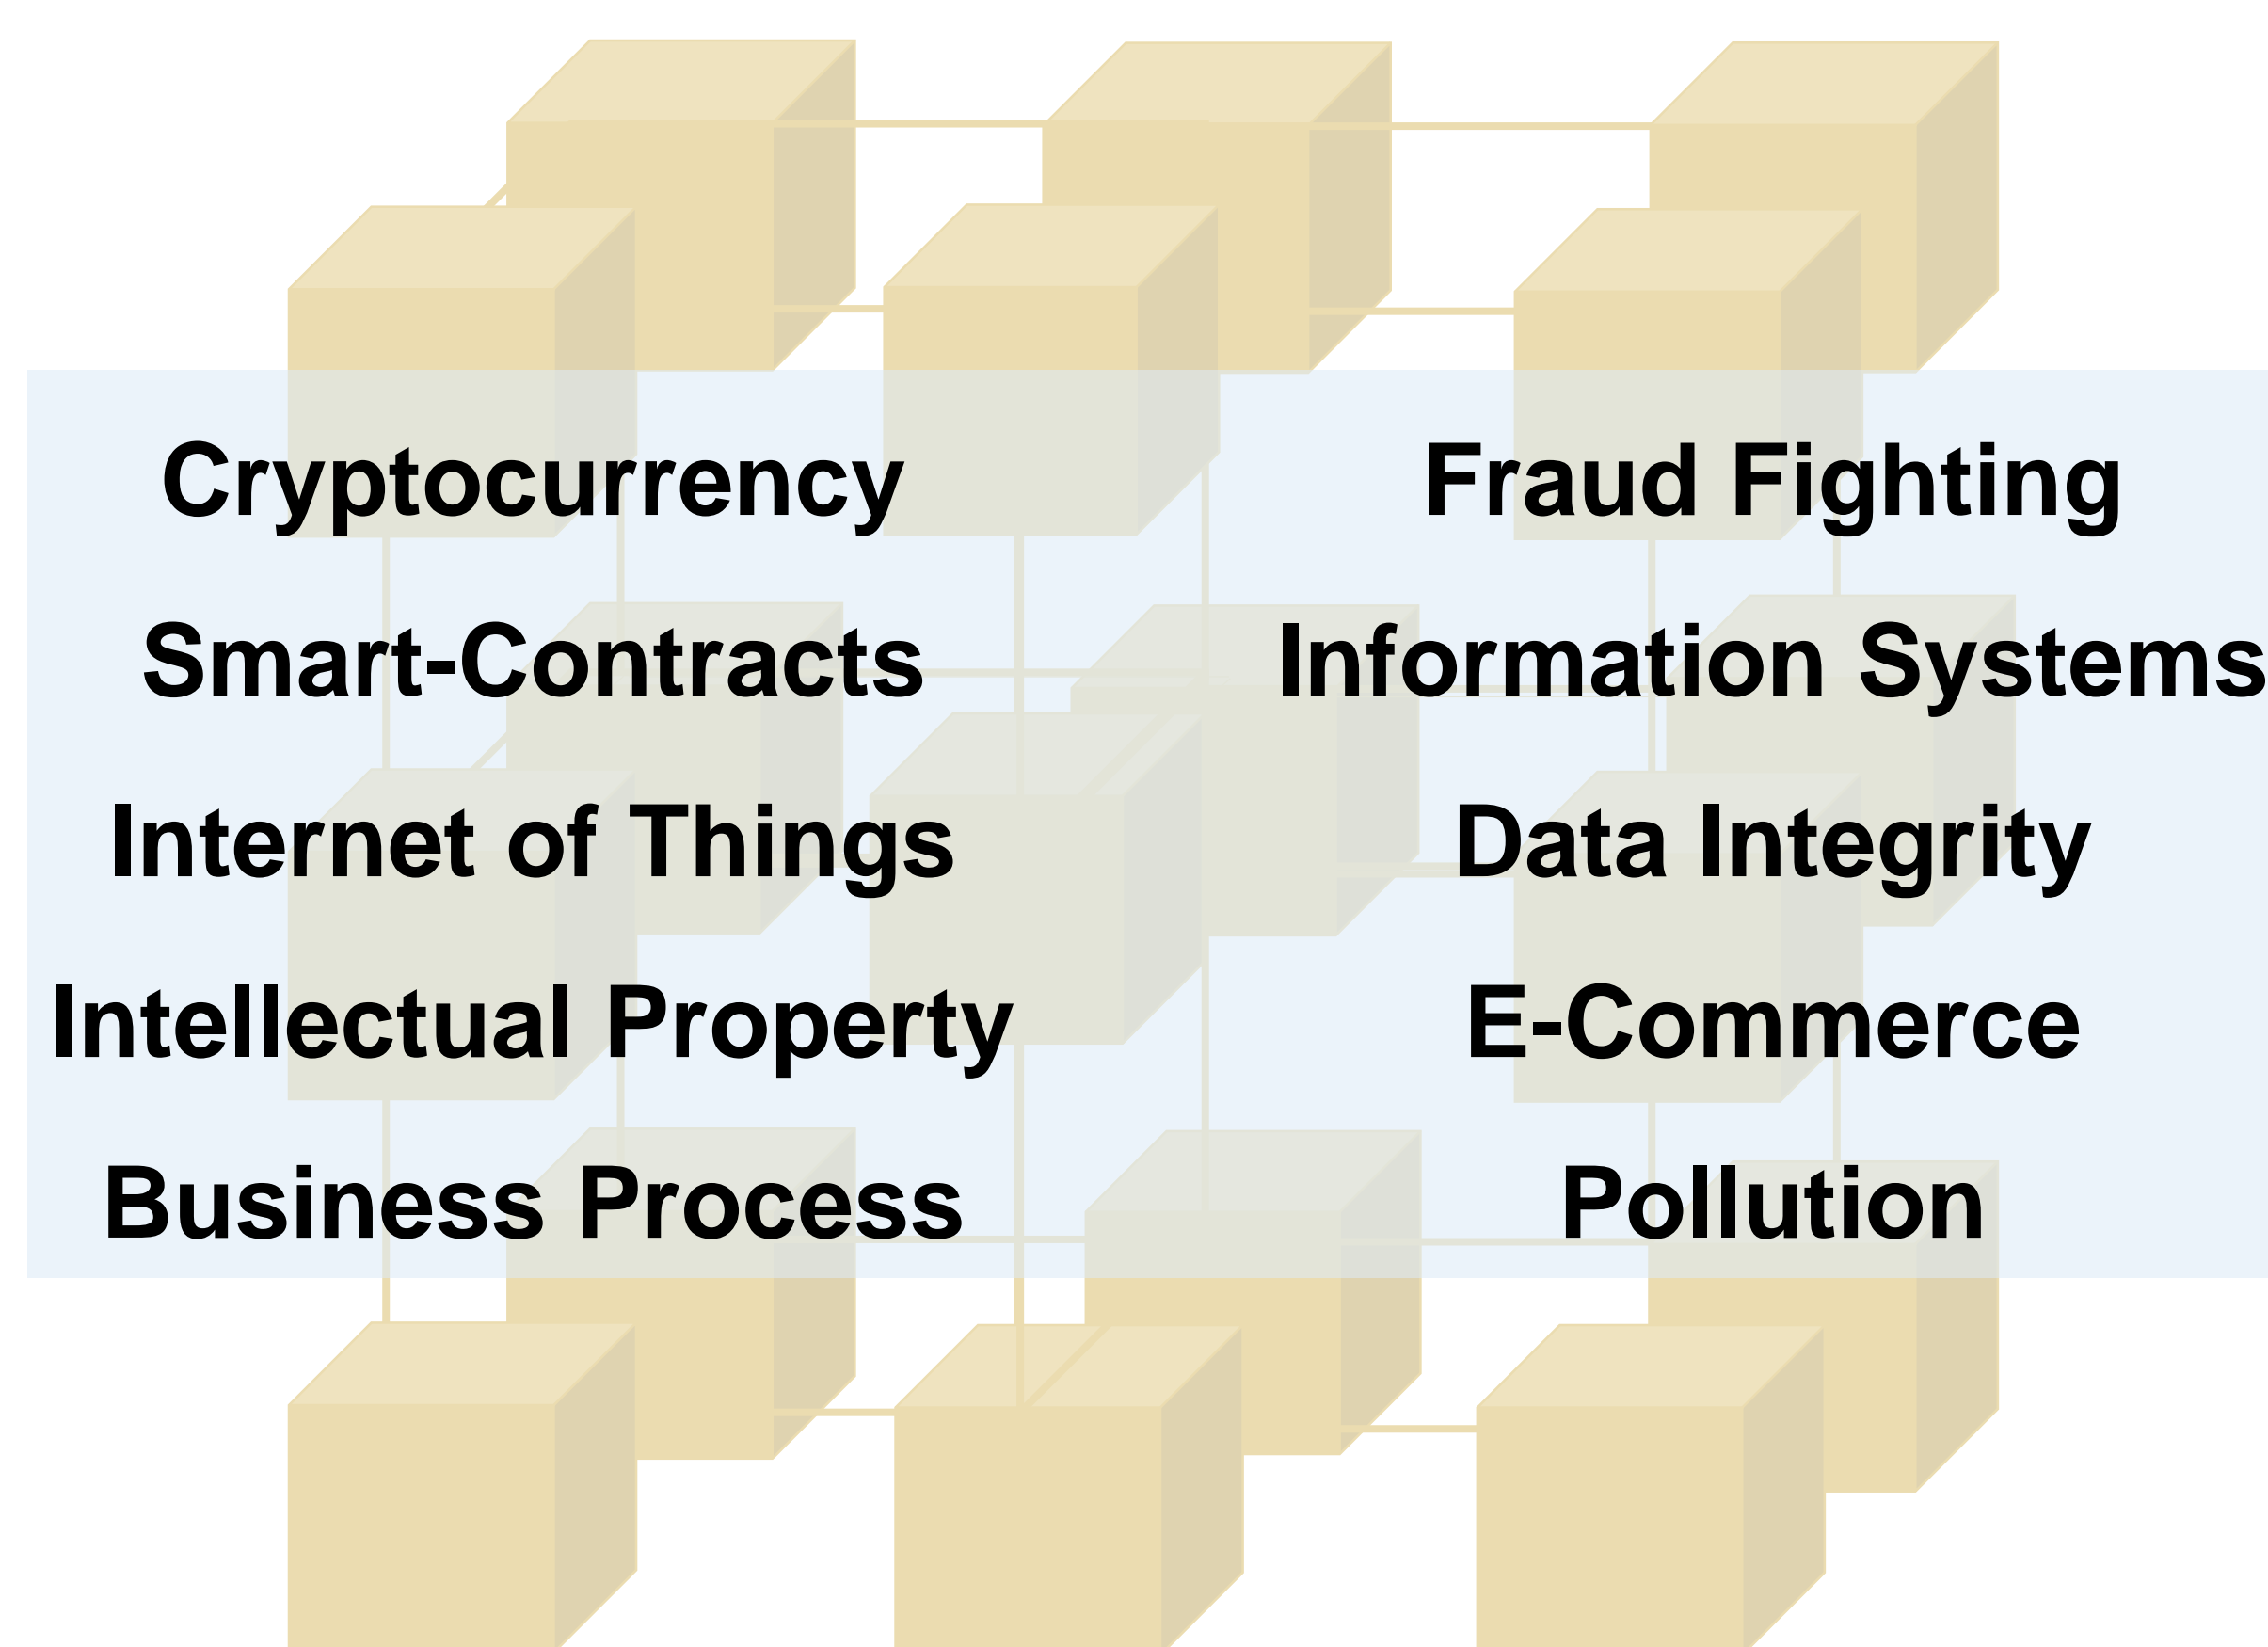 Cryptocurrency
Smart-Contracts
Internet of Things
Intellectual Property
Business Process
Fraud Fighting
Information Systems
Data Integrity
E-Commerce
Pollution